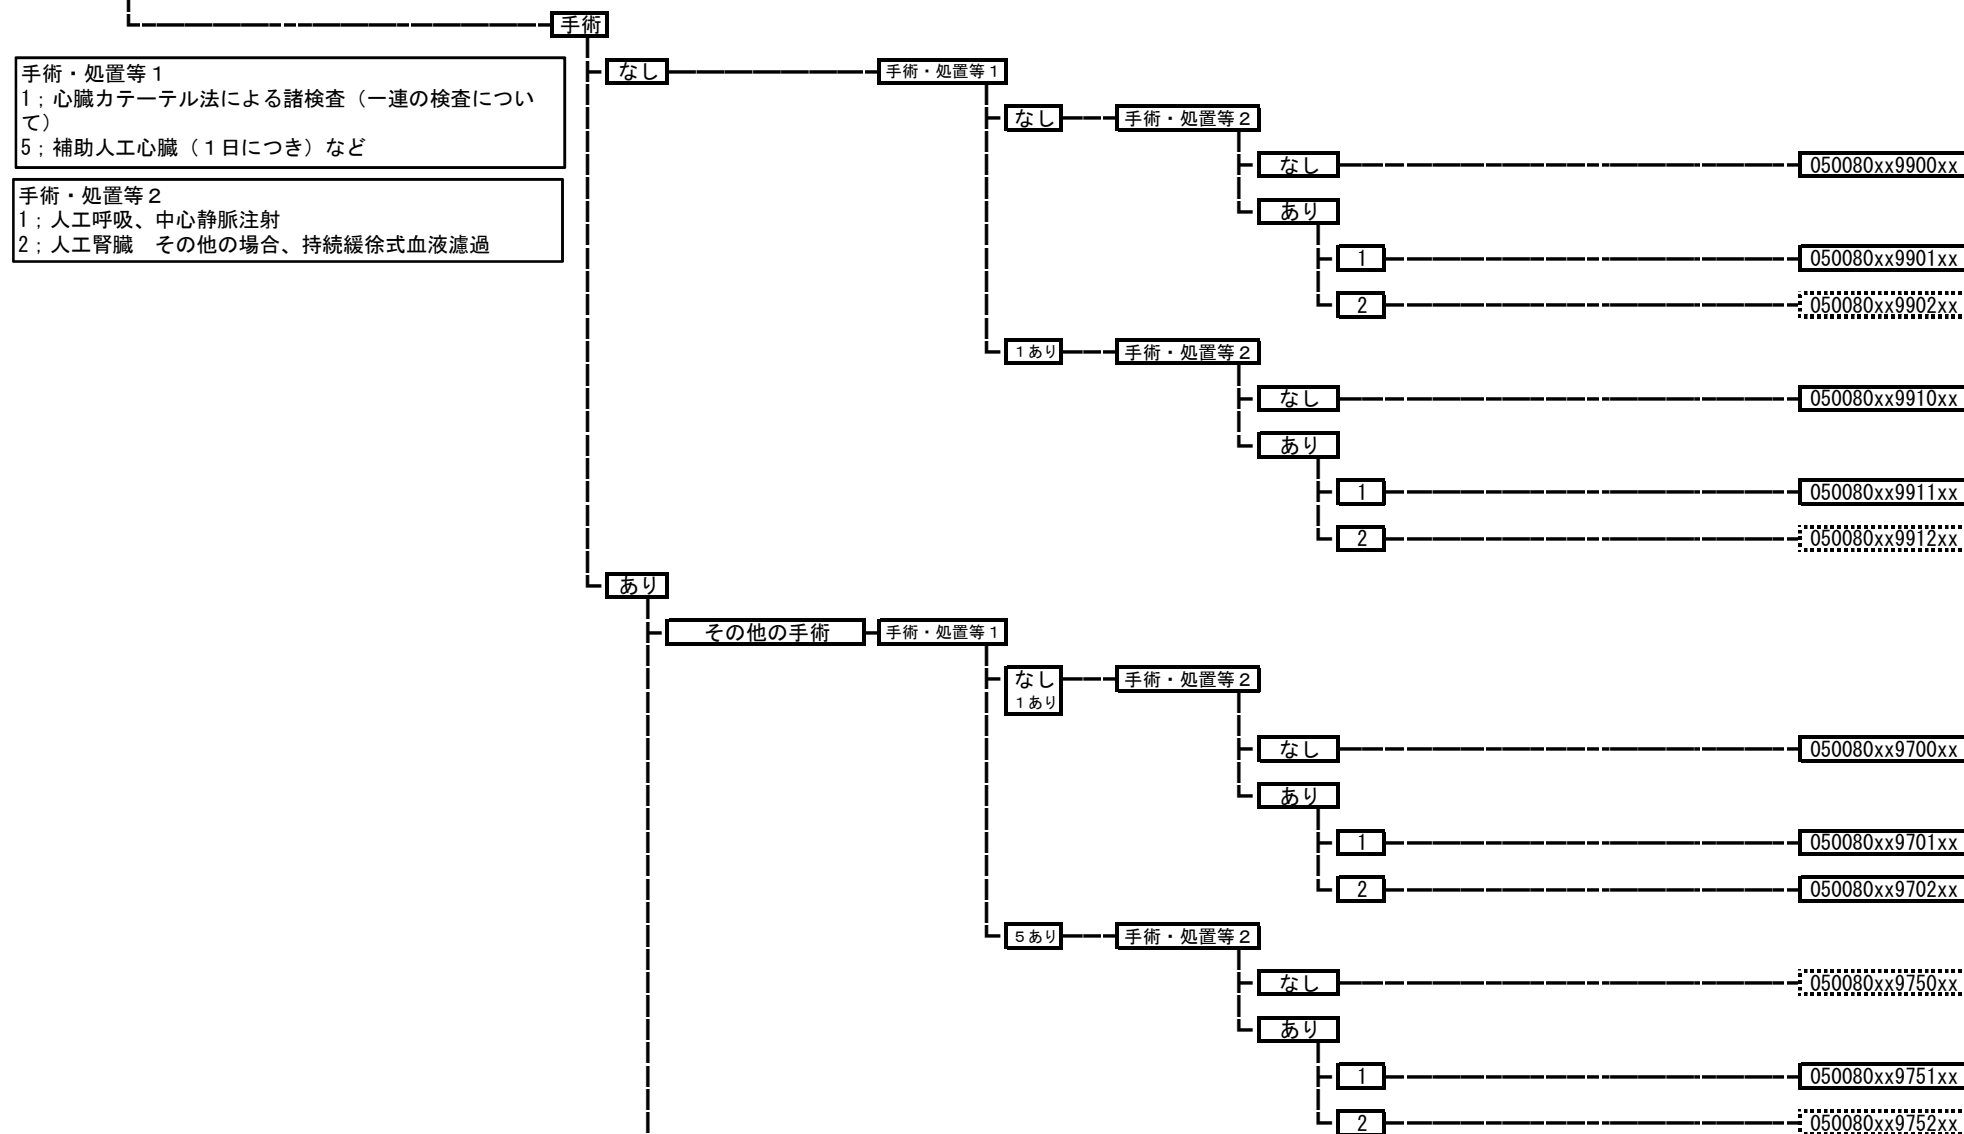 手術
手術・処置等１
1；心臓カテーテル法による諸検査（一連の検査につい
て）
5；補助人工心臓（１日につき）など
手術・処置等２
1；人工呼吸、中心静脈注射
2；人工腎臓　その他の場合、持続緩徐式血液濾過
なし
手術・処置等１
なし
手術・処置等２
なし
050080xx9900xx
あり
1
050080xx9901xx
2
050080xx9902xx
１あり
手術・処置等２
なし
050080xx9910xx
あり
1
050080xx9911xx
2
050080xx9912xx
あり
その他の手術
手術・処置等１
なし
１あり
手術・処置等２
なし
050080xx9700xx
あり
1
050080xx9701xx
2
050080xx9702xx
５あり
手術・処置等２
なし
050080xx9750xx
あり
1
050080xx9751xx
2
050080xx9752xx